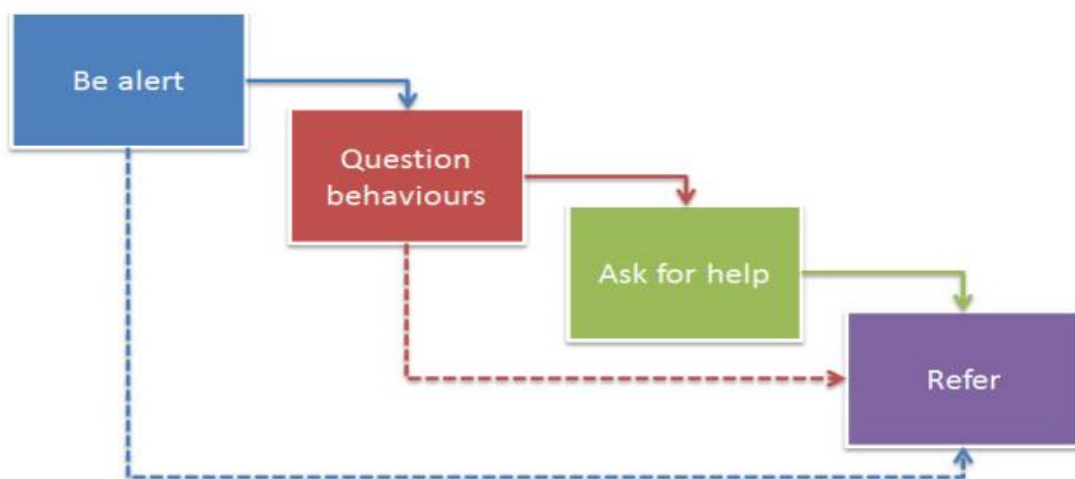 Be alert
Question
behaviours
Ask for help
Refer